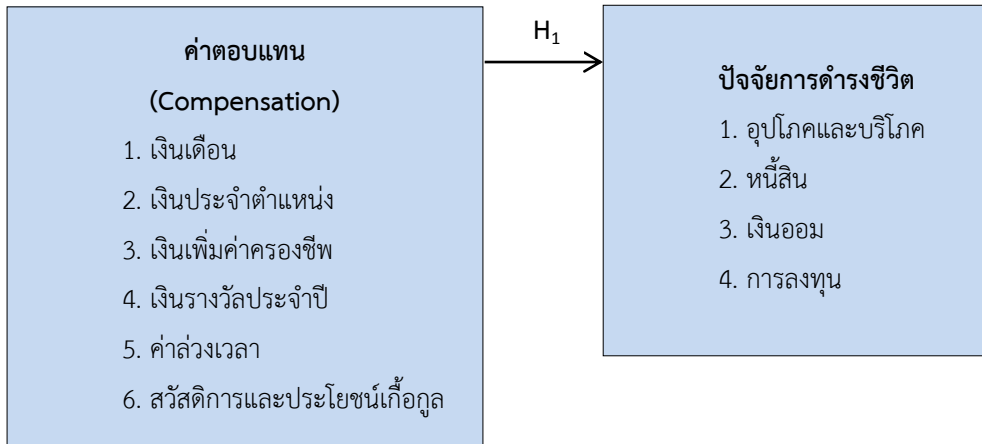 ค่าตอบแทน
(Compensation)
1. เงินเดือน
2. เงินประจำตำแหน่ง
3. เงินเพิ่มค่าครองชีพ
4. เงินรางวัลประจำปี
5. ค่าล่วงเวลา
6. สวัสดิการและประโยชน์เกื้อกูล
H₁
ปัจจัยการดำรงชีวิต
1. อุปโภคและบริโภค
2. หนี้สิน
3. เงินออม
4. การลงทุน